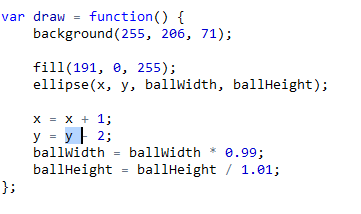 var draw = function() {
background(255, 206, 71);
fill(191, 0, 255);
ellipse(x, y, ballWidth, ballHeight);
x = x + 1;
y = y - 2;
ballWidth = ballWidth * 0.99;
ballHeight = ballHeight / 1.01;
};